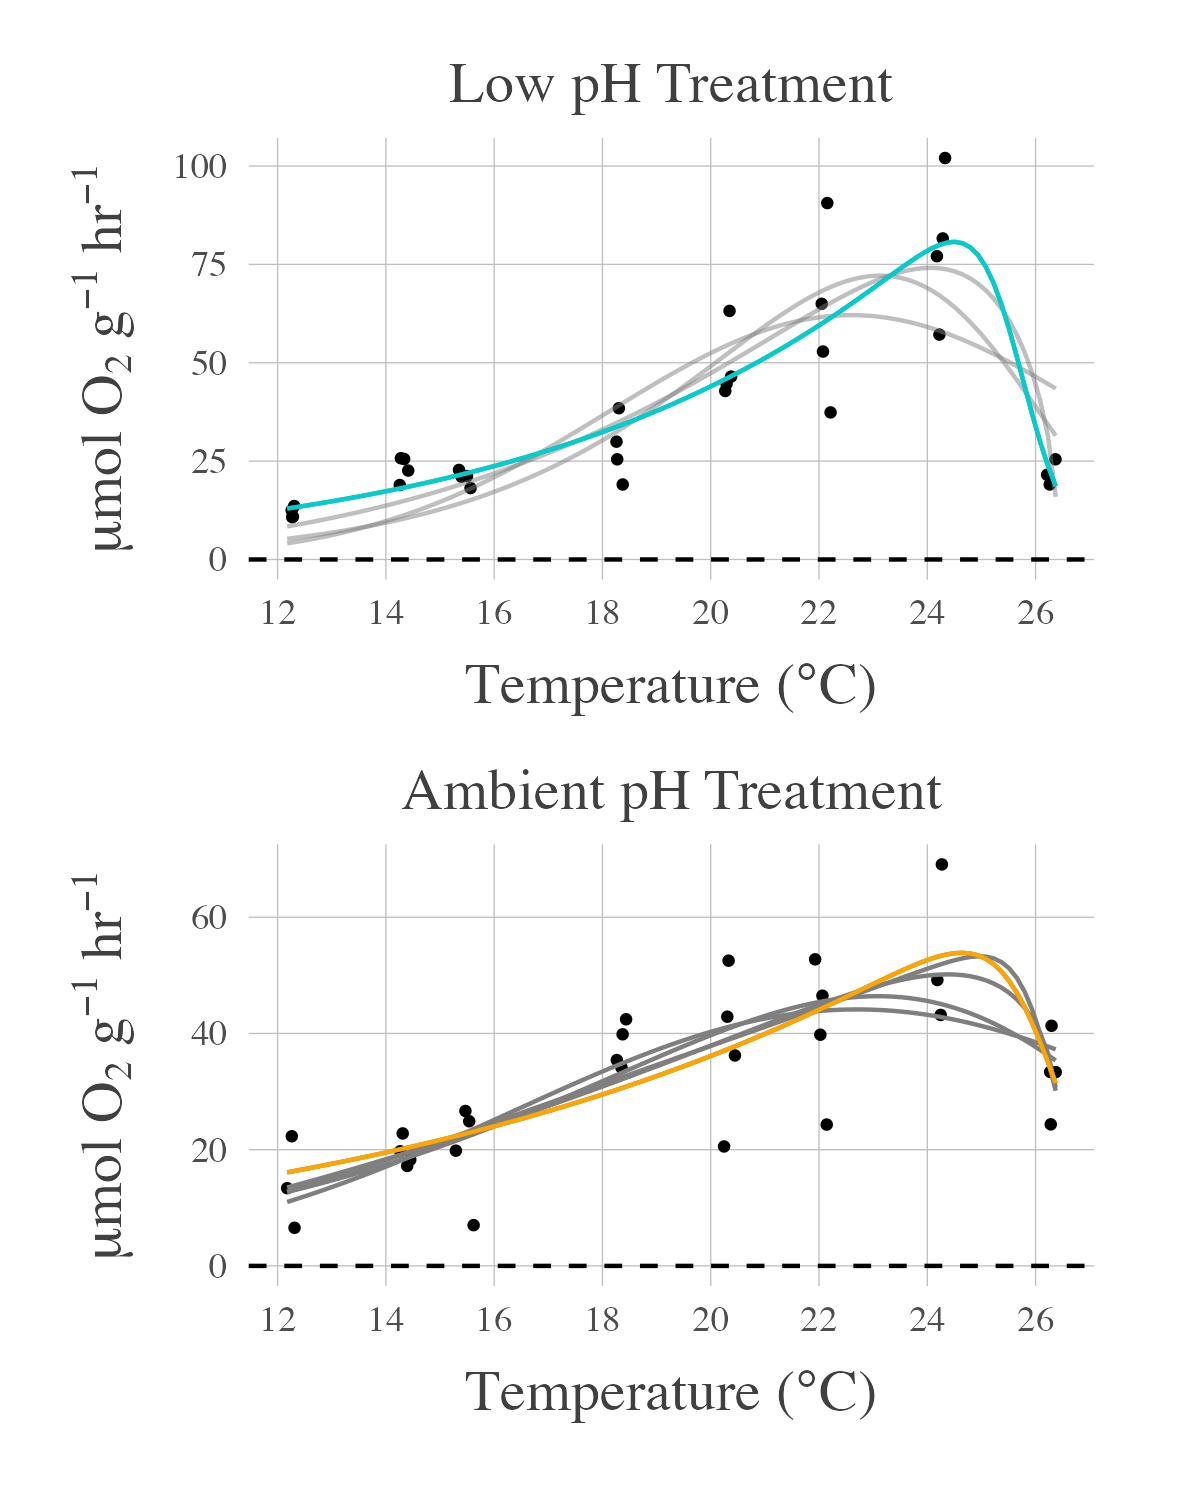 Low pH Treatment
µmol O₂ g⁻¹ hr⁻¹
100
75
50
25
0
12 14 16 18 20 22 24 26
Temperature (°C)
Ambient pH Treatment
µmol O₂ g⁻¹ hr⁻¹
60
40
20
0
12 14 16 18 20 22 24 26
Temperature (°C)